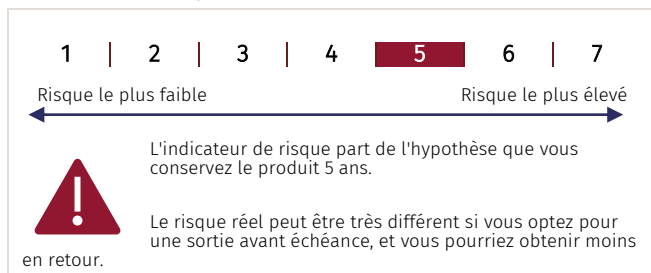 1 | 2 | 3 | 4 | 5 | 6 | 7
Risque le plus faible Risque le plus élevé
L'indicateur de risque part de l'hypothèse que vous
conservez le produit 5 ans.
Le risque réel peut être très différent si vous optez pour
une sortie avant échéance, et vous pourriez obtenir moins
en retour.